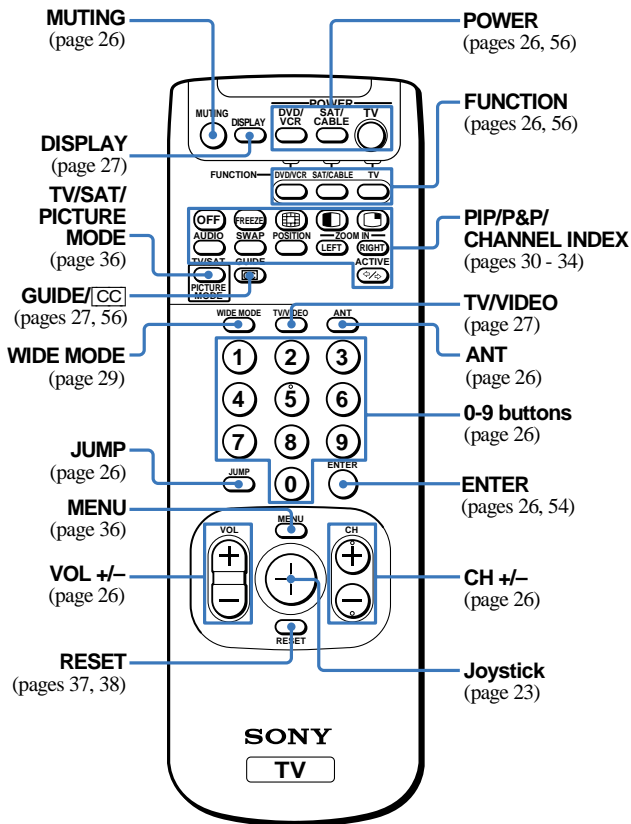 MUTING
(page 26)
POWER
(pages 26, 56)
DISPLAY
(page 27)
FUNCTION
(pages 26, 56)
TV/SAT/
PICTURE
MODE
(page 36)
PIP/P&P/
CHANNEL INDEX
(pages 30 - 34)
GUIDE/CC
(pages 27, 56)
TV/VIDEO
(page 27)
WIDE MODE
(page 29)
ANT
(page 26)
0-9 buttons
(page 26)
JUMP
(page 26)
ENTER
(pages 26, 54)
MENU
(page 36)
VOL +/–
(page 26)
CH +/–
(page 26)
RESET
(pages 37, 38)
Joystick
(page 23)
POWER
MUTING DISPLAY DVD/VCR SAT/CABLE TV
FUNCTION DVD/VCR SAT/CABLE TV
OFF FREEZE
AUDIO SWAP POSITION LEFT ZOOM IN RIGHT
TV/SAT GUIDE ACTIVE
CC
PICTURE
MODE
WIDE MODE TV/VIDEO ANT
1 2 3
4 5 6
7 8 9
JUMP 0 ENTER
VOL MENU CH
+ +
– –
RESET
SONY
TV